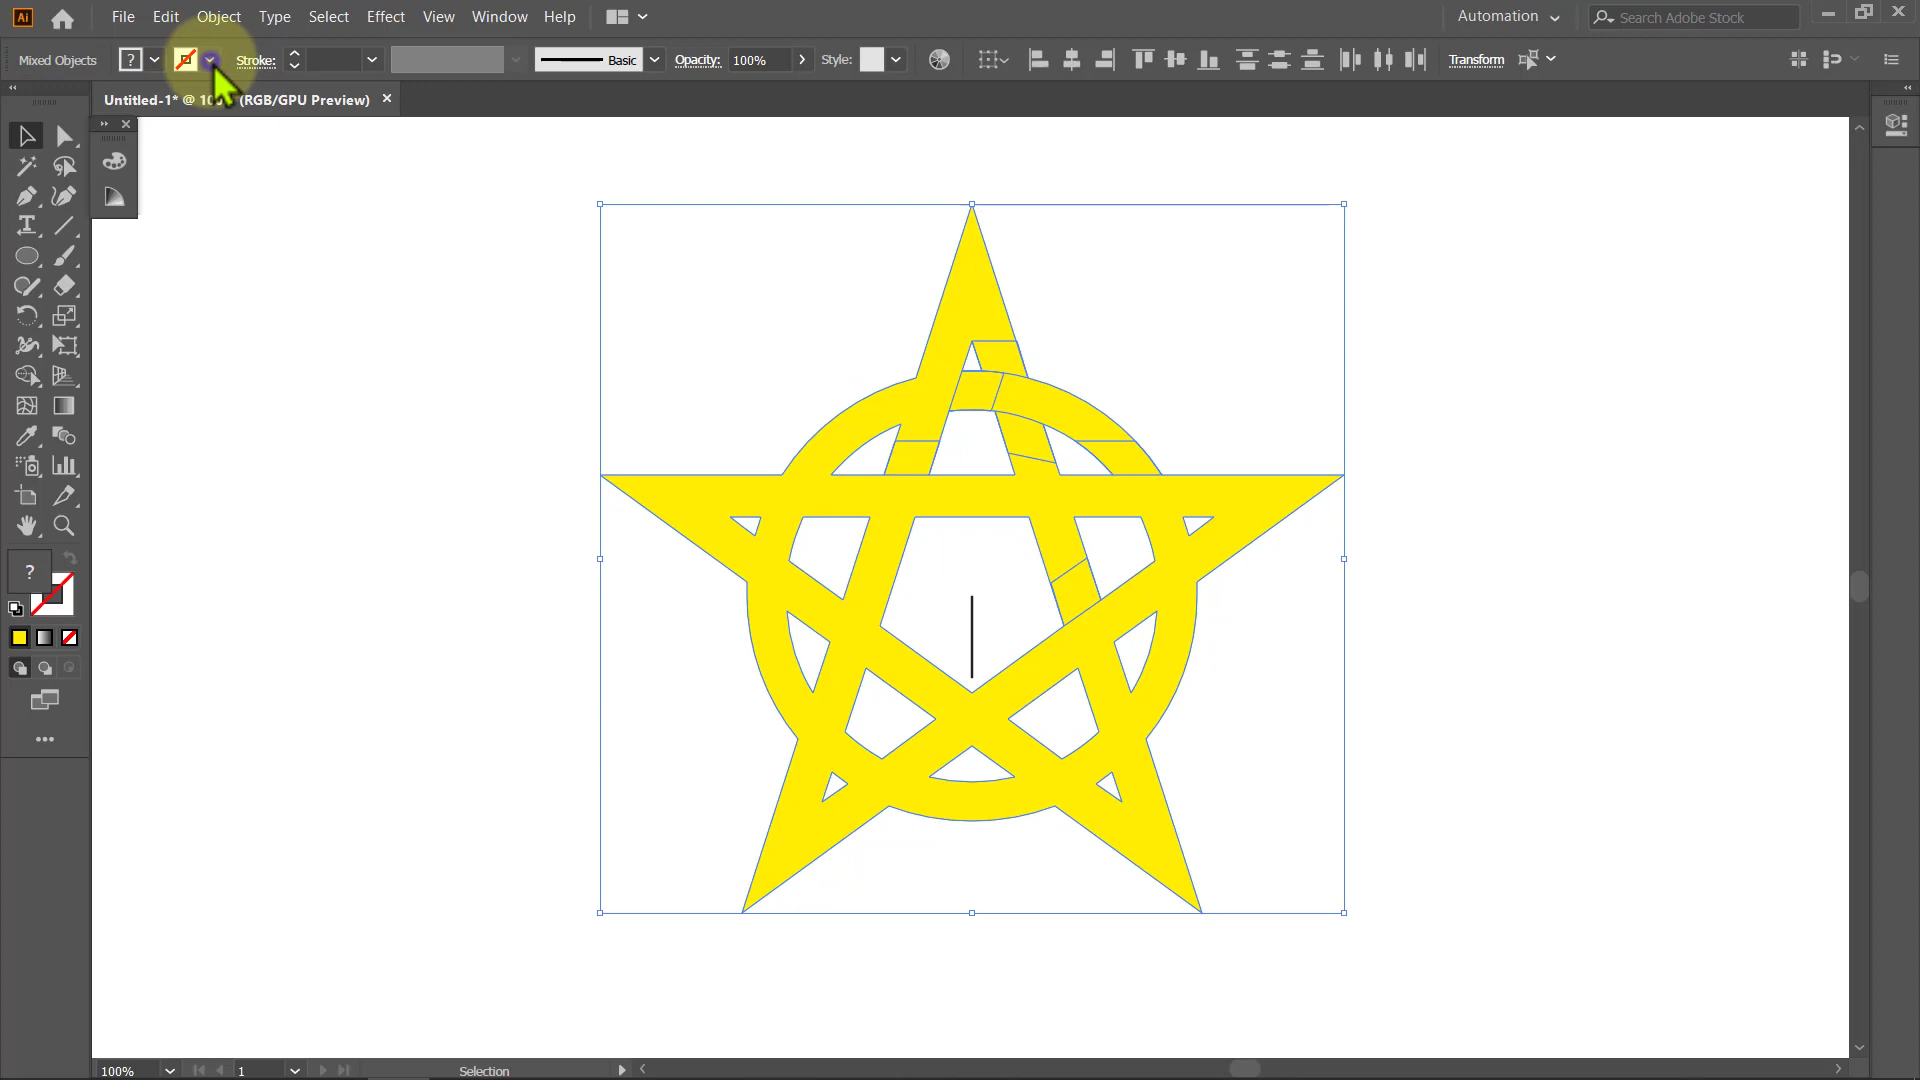 Ai File Edit Object Type Select Effect View Window Help Automation Search Adobe Stock
Mixed Objects ? Stroke: Basic Opacity: 100% Style: Transform
Untitled-1* @ (RGB/GPU Preview)
T
?
100% 1 Selection